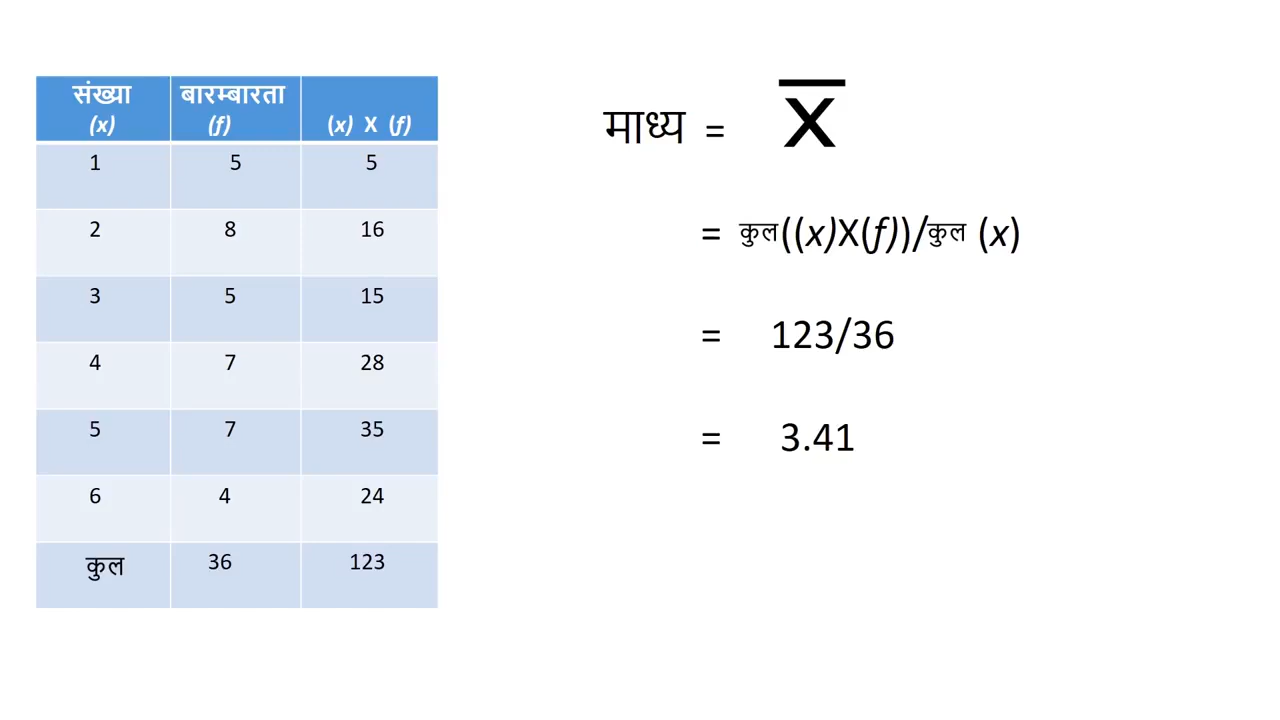 संख्या बारम्बारता
(x) (f) (x) X (f)
1 5 5
2 8 16
3 5 15
4 7 28
5 7 35
6 4 24
कुल 36 123
माध्य = x̄
= कुल((x)X(f))/कुल (x)
= 123/36
= 3.41